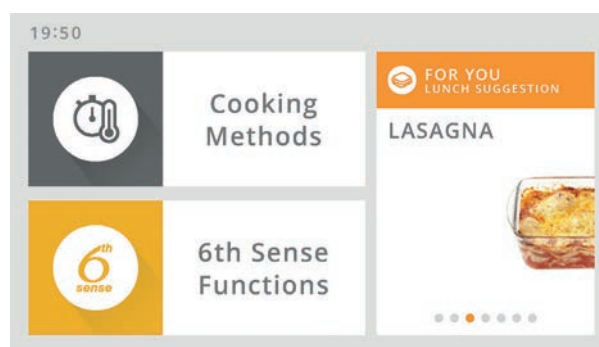 19:50
Cooking
Methods
FOR YOU
LUNCH SUGGESTION
LASAGNA
6th
sense
6th Sense
Functions